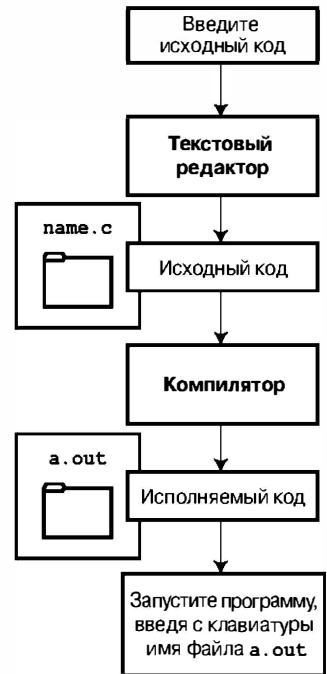 Введите
исходный код
Текстовый
редактор
name.c
Исходный код
Компилятор
a.out
Исполняемый код
Запустите программу,
введя с клавиатуры
имя файла a.out